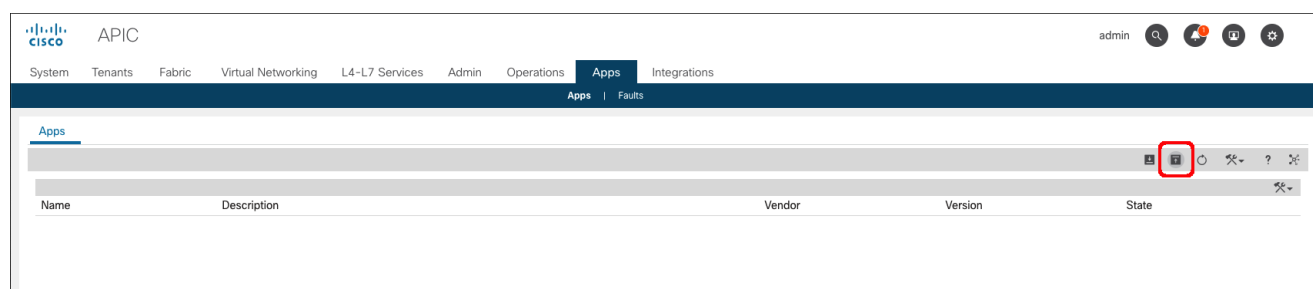 CISCO APIC admin !
System Tenants Fabric Virtual Networking L4-L7 Services Admin Operations Apps Integrations
Apps | Faults
Apps
?
Name Description Vendor Version State